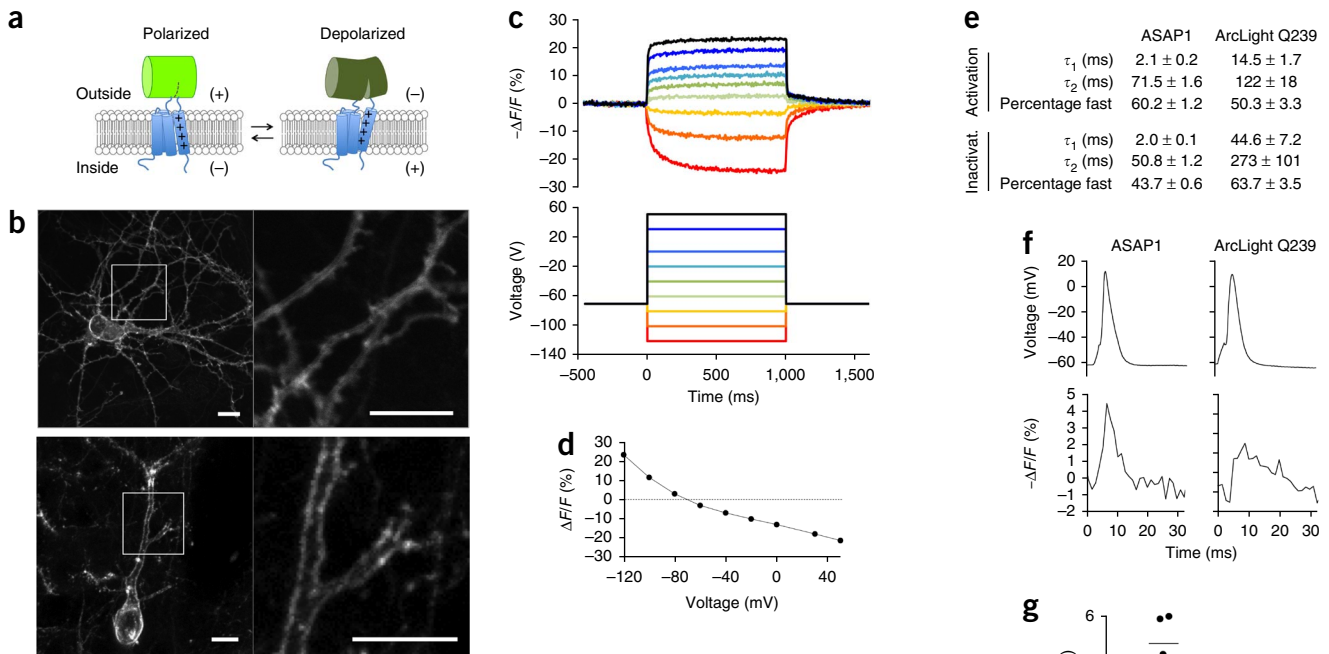 a
Polarized
Depolarized
Outside
(+)
(–)
+
+
+
+
+
+
+
+
Inside
(–)
(+)
b
c
30
20
10
0
–10
–20
–30
–ΔF/F (%)
100
60
20
–20
–60
–100
–140
Voltage (V)
–500
0
500
1,000
1,500
Time (ms)
d
30
20
10
0
–10
–20
–30
ΔF/F (%)
–120
–80
–40
0
40
Voltage (mV)
e
ASAP1 ArcLight Q239
Activation
τ1 (ms) 2.1 ± 0.2 14.5 ± 1.7
τ2 (ms) 71.5 ± 1.6 122 ± 18
Percentage fast 60.2 ± 1.2 50.3 ± 3.3
Inactivat.
τ1 (ms) 2.0 ± 0.1 44.6 ± 7.2
τ2 (ms) 50.8 ± 1.2 273 ± 101
Percentage fast 43.7 ± 0.6 63.7 ± 3.5
f
ASAP1 ArcLight Q239
20
0
–20
–40
–60
Voltage (mV)
5
4
3
2
1
0
–1
–2
–ΔF/F (%)
0 10 20 30 0 10 20 30
Time (ms)
g
6